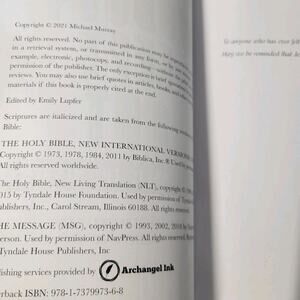 Copyright © 2021 Michael Murray
All rights reserved. No part of this publication may be
in a retrieval system, or transmitted in any form, or by
example, electronic, photocopy, and recording—without the
permission of the publisher. The only exception is brief
reviews. You may also use brief quotes in articles, books, and
materials if this book is properly cited at the end.
Edited by Emily Lupfer
Scriptures are italicized and are taken from the following
Bible:
THE HOLY BIBLE, NEW INTERNATIONAL
Copyright © 1973, 1978, 1984, 2011 by Biblica, Inc.® Used
All rights reserved worldwide.
The Holy Bible, New Living Translation (NLT), copyright
2015 by Tyndale House Foundation. Used by permission of Tyndale
Publishers, Inc., Carol Stream, Illinois 60188. All
THE MESSAGE (MSG), copyright © 1993, 2002, 2018 by
erson. Used by permission of NavPress. All rights
Tyndale House Publishers, Inc
lishing services provided by Archangel Ink
erback ISBN: 978-1-7379973-6-8
To anyone who has ever felt
May you be reminded that